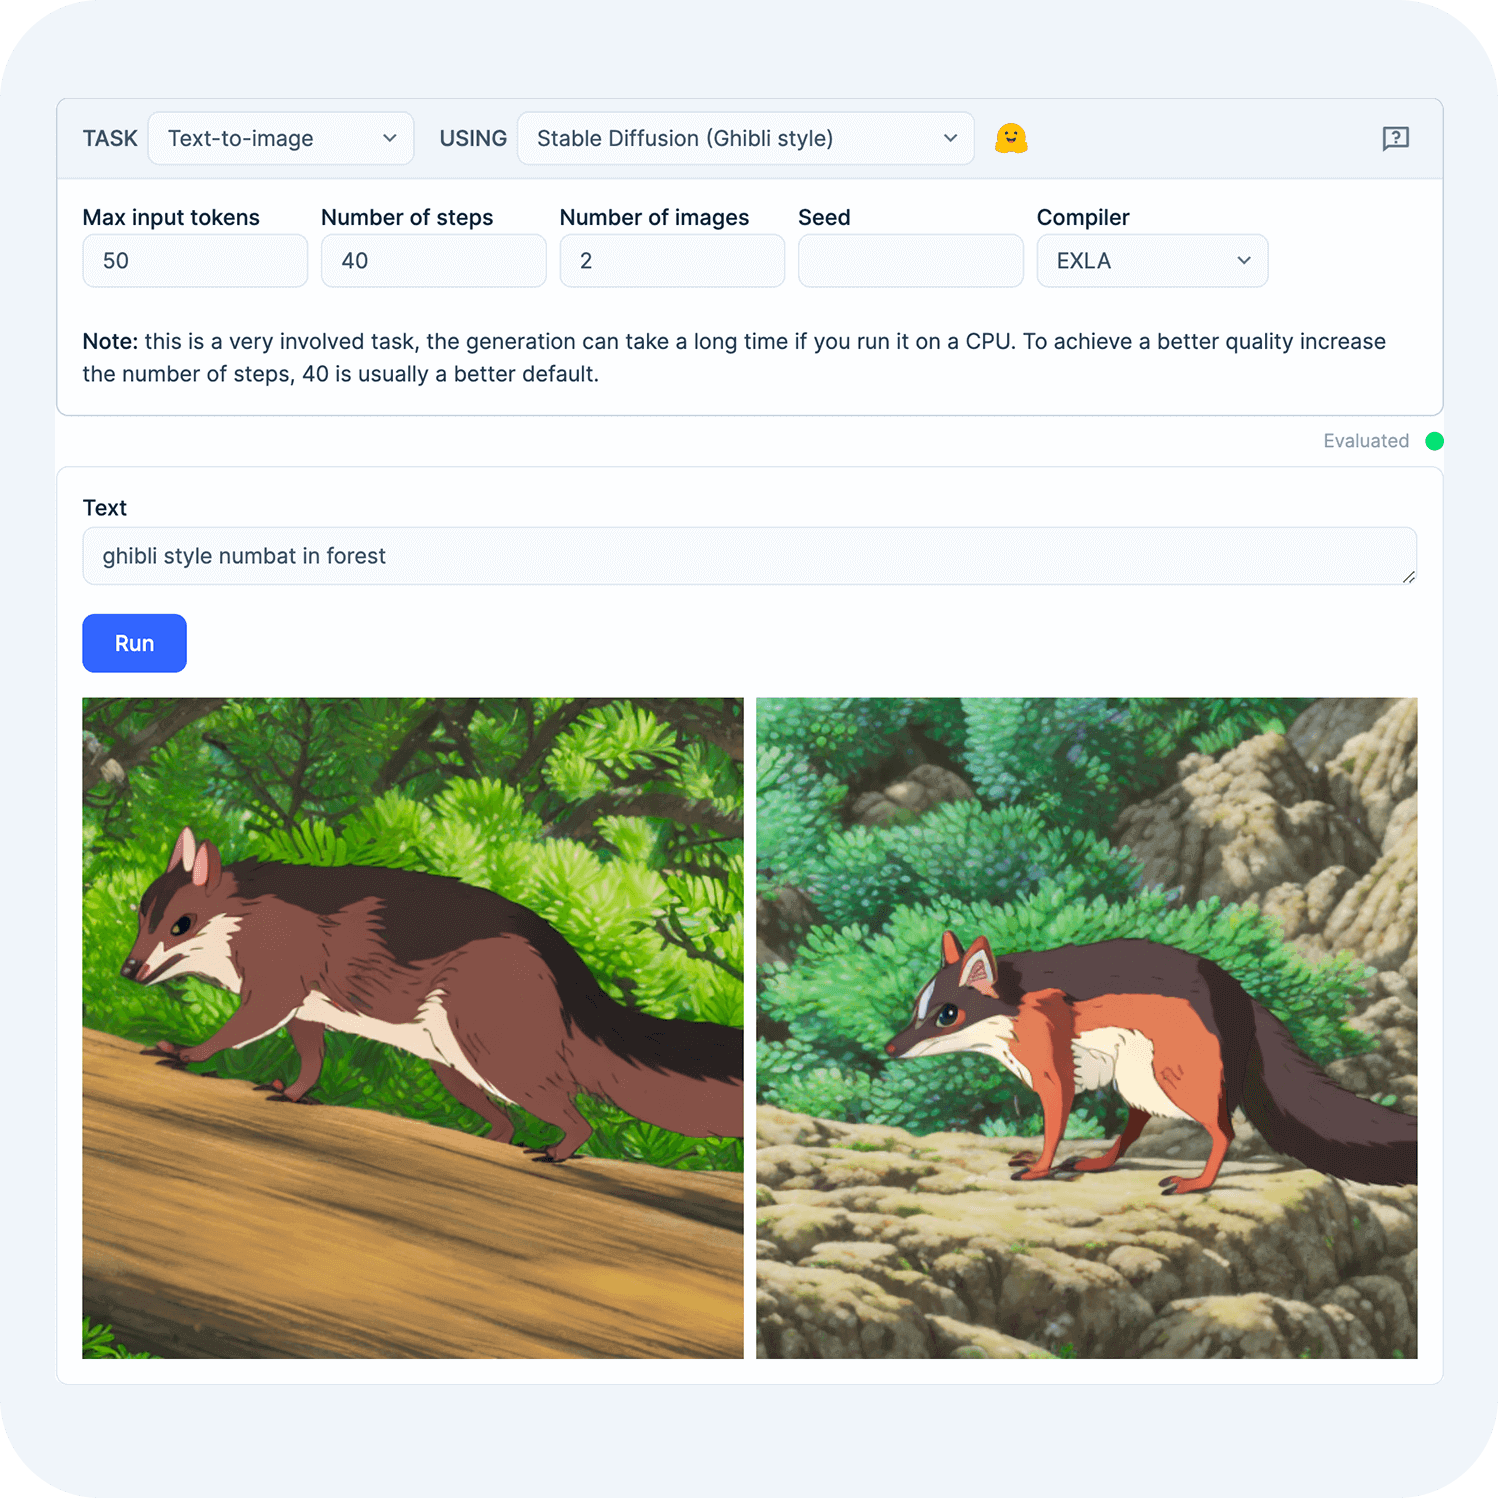 TASK Text-to-image USING Stable Diffusion (Ghibli style)
Max input tokens Number of steps Number of images Seed Compiler
50 40 2 EXLA
Note: this is a very involved task, the generation can take a long time if you run it on a CPU. To achieve a better quality increase
the number of steps, 40 is usually a better default.
Evaluated
Text
ghibli style numbat in forest
Run